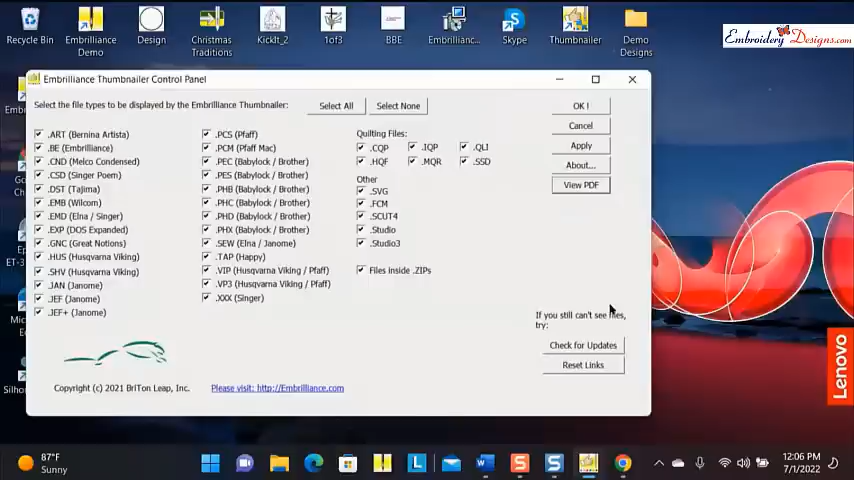 Recycle Bin
Embrilliance Demo
Design
Christmas Traditions
KickIt_2
1of3
BBE
Embrillianc...
Skype
Thumbnailer
Demo Designs
EmbroideryDesigns.com
Embrilliance Thumbnailer Control Panel
Select the file types to be displayed by the Embrilliance Thumbnailer:
Select All
Select None
OK !
Cancel
Apply
About...
View PDF
.ART (Bernina Artista)
.BE (Embrilliance)
.CND (Melco Condensed)
.CSD (Singer Poem)
.DST (Tajima)
.EMB (Wilcom)
.EMD (Elna / Singer)
.EXP (DOS Expanded)
.GNC (Great Notions)
.HUS (Husqvarna Viking)
.SHV (Husqvarna Viking)
.JAN (Janome)
.JEF (Janome)
.JEF+ (Janome)
.PCS (Pfaff)
.PCM (Pfaff Mac)
.PEC (Babylock / Brother)
.PES (Babylock / Brother)
.PHB (Babylock / Brother)
.PHC (Babylock / Brother)
.PHD (Babylock / Brother)
.PHX (Babylock / Brother)
.SEW (Elna / Janome)
.TAP (Happy)
.VIP (Husqvarna Viking / Pfaff)
.VP3 (Husqvarna Viking / Pfaff)
.XXX (Singer)
Quilting Files:
.CQP .IQP .QLI
.HQF .MQR .SSD
Other
.SVG
.FCM
.SCUT4
.Studio
.Studio3
Files inside .ZIPs
If you still can't see files,
try:
Check for Updates
Reset Links
Copyright (c) 2021 BriTon Leap, Inc.
Please visit: http://Embrilliance.com
Lenovo
87°F
Sunny
12:06 PM
7/1/2022